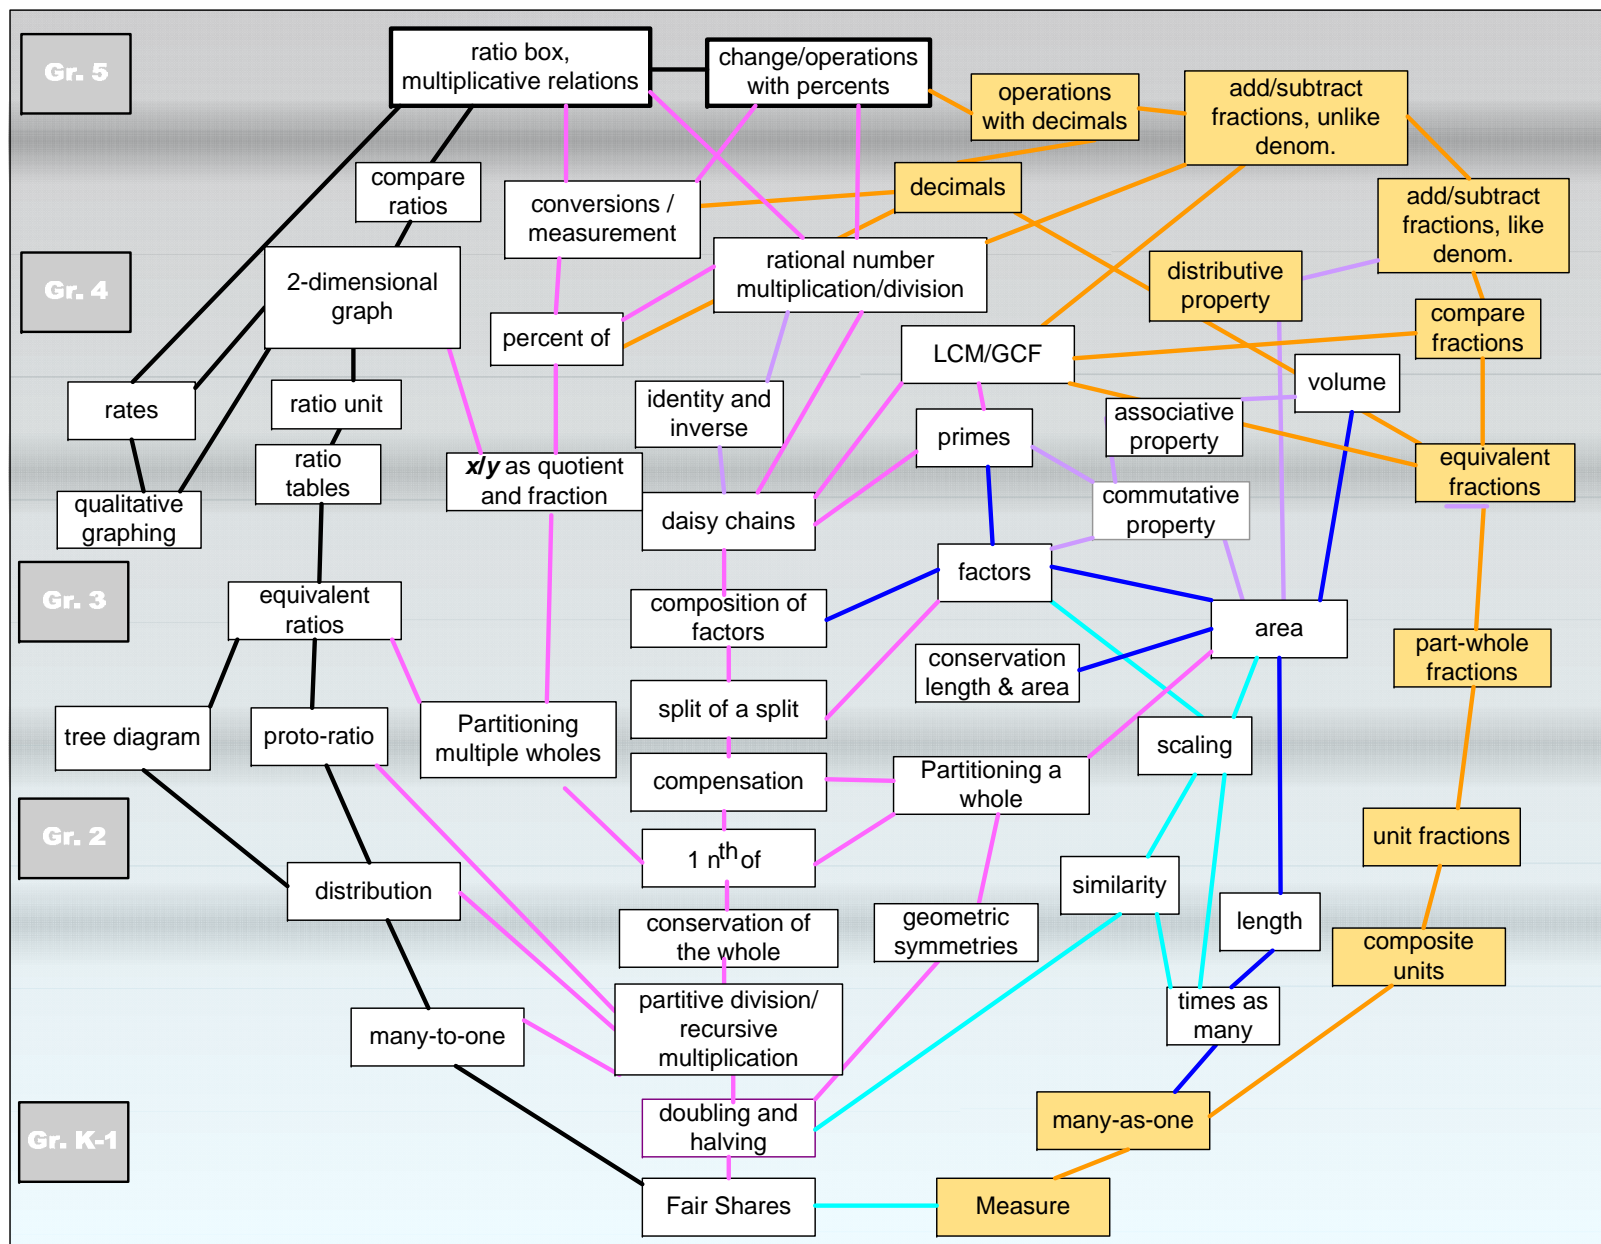 Gr. 5
ratio box,
multiplicative relations
change/operations
with percents
operations
with decimals
add/subtract
fractions, unlike
denom.
compare
ratios
conversions /
measurement
decimals
add/subtract
fractions, like
denom.
Gr. 4
2-dimensional
graph
rational number
multiplication/division
distributive
property
percent of
LCM/GCF
compare
fractions
rates
ratio unit
identity and
inverse
primes
associative
property
volume
ratio
tables
x/y as quotient
and fraction
equivalent
fractions
qualitative
graphing
daisy chains
commutative
property
Gr. 3
equivalent
ratios
composition of
factors
factors
area
conservation
length & area
part-whole
fractions
tree diagram
proto-ratio
Partitioning
multiple wholes
split of a split
scaling
compensation
Partitioning a
whole
Gr. 2
1 nth of
unit fractions
distribution
similarity
conservation of
the whole
geometric
symmetries
length
composite
units
many-to-one
partitive division/
recursive
multiplication
times as
many
Gr. K-1
doubling and
halving
many-as-one
Fair Shares
Measure